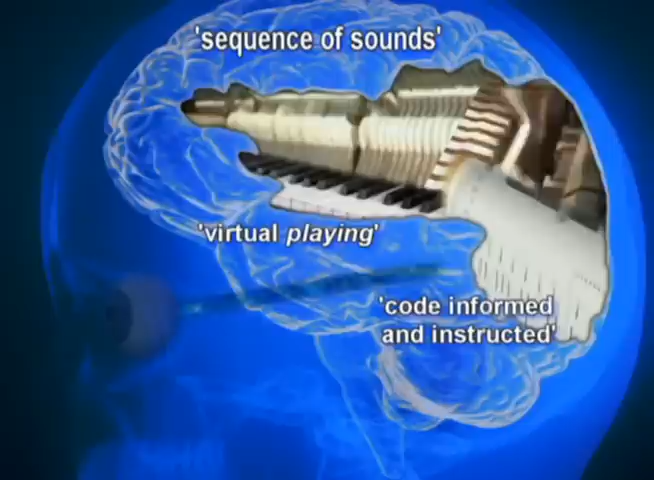 'sequence of sounds'
'virtual playing'
'code informed
and instructed'